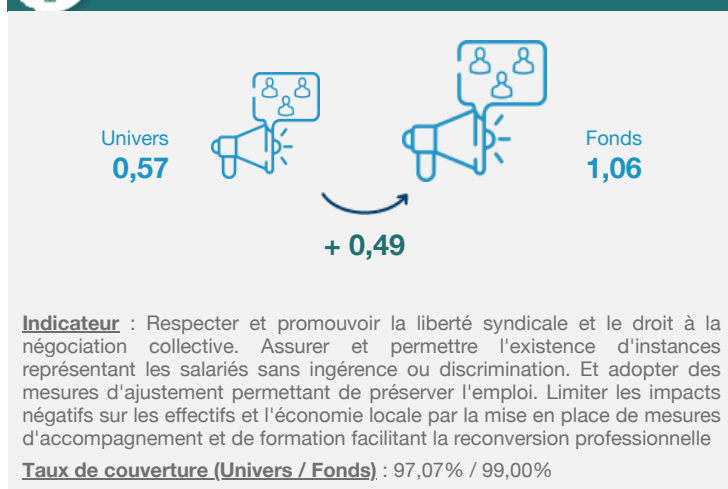 Univers
0,57
Fonds
1,06
+ 0,49
Indicateur : Respecter et promouvoir la liberté syndicale et le droit à la
négociation collective. Assurer et permettre l'existence d'instances
représentant les salariés sans ingérence ou discrimination. Et adopter des
mesures d'ajustement permettant de préserver l'emploi. Limiter les impacts
négatifs sur les effectifs et l'économie locale par la mise en place de mesures
d'accompagnement et de formation facilitant la reconversion professionnelle
Taux de couverture (Univers / Fonds) : 97,07% / 99,00%